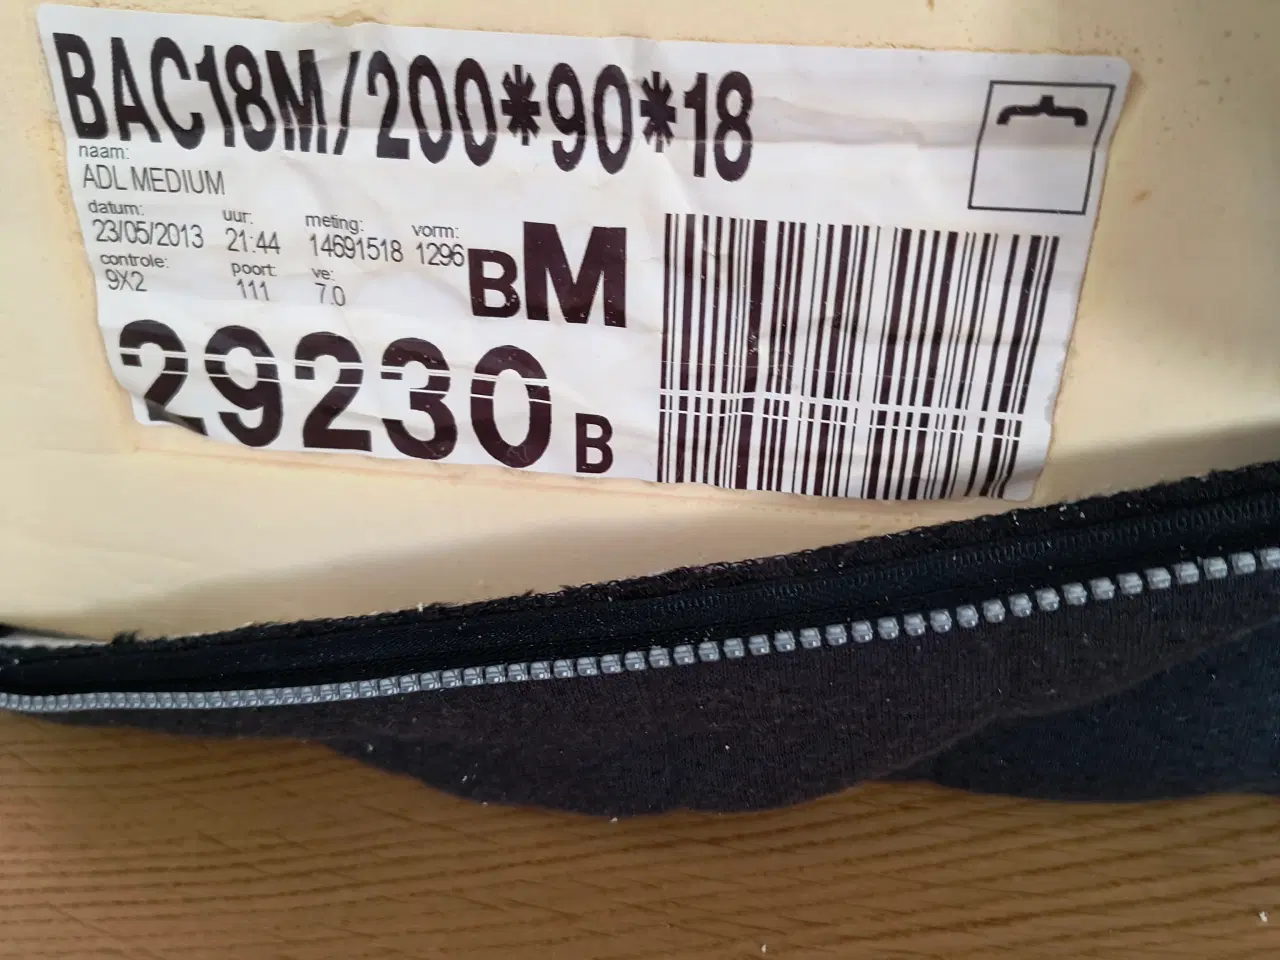 BAC18M/200*90*18
naam:
ADL MEDIUM
datum: uur: meting: vorm:
23/05/2013 21:44 14691518 1296
controle: poort: ve:
9X2 111 7.0
BM
29230 B